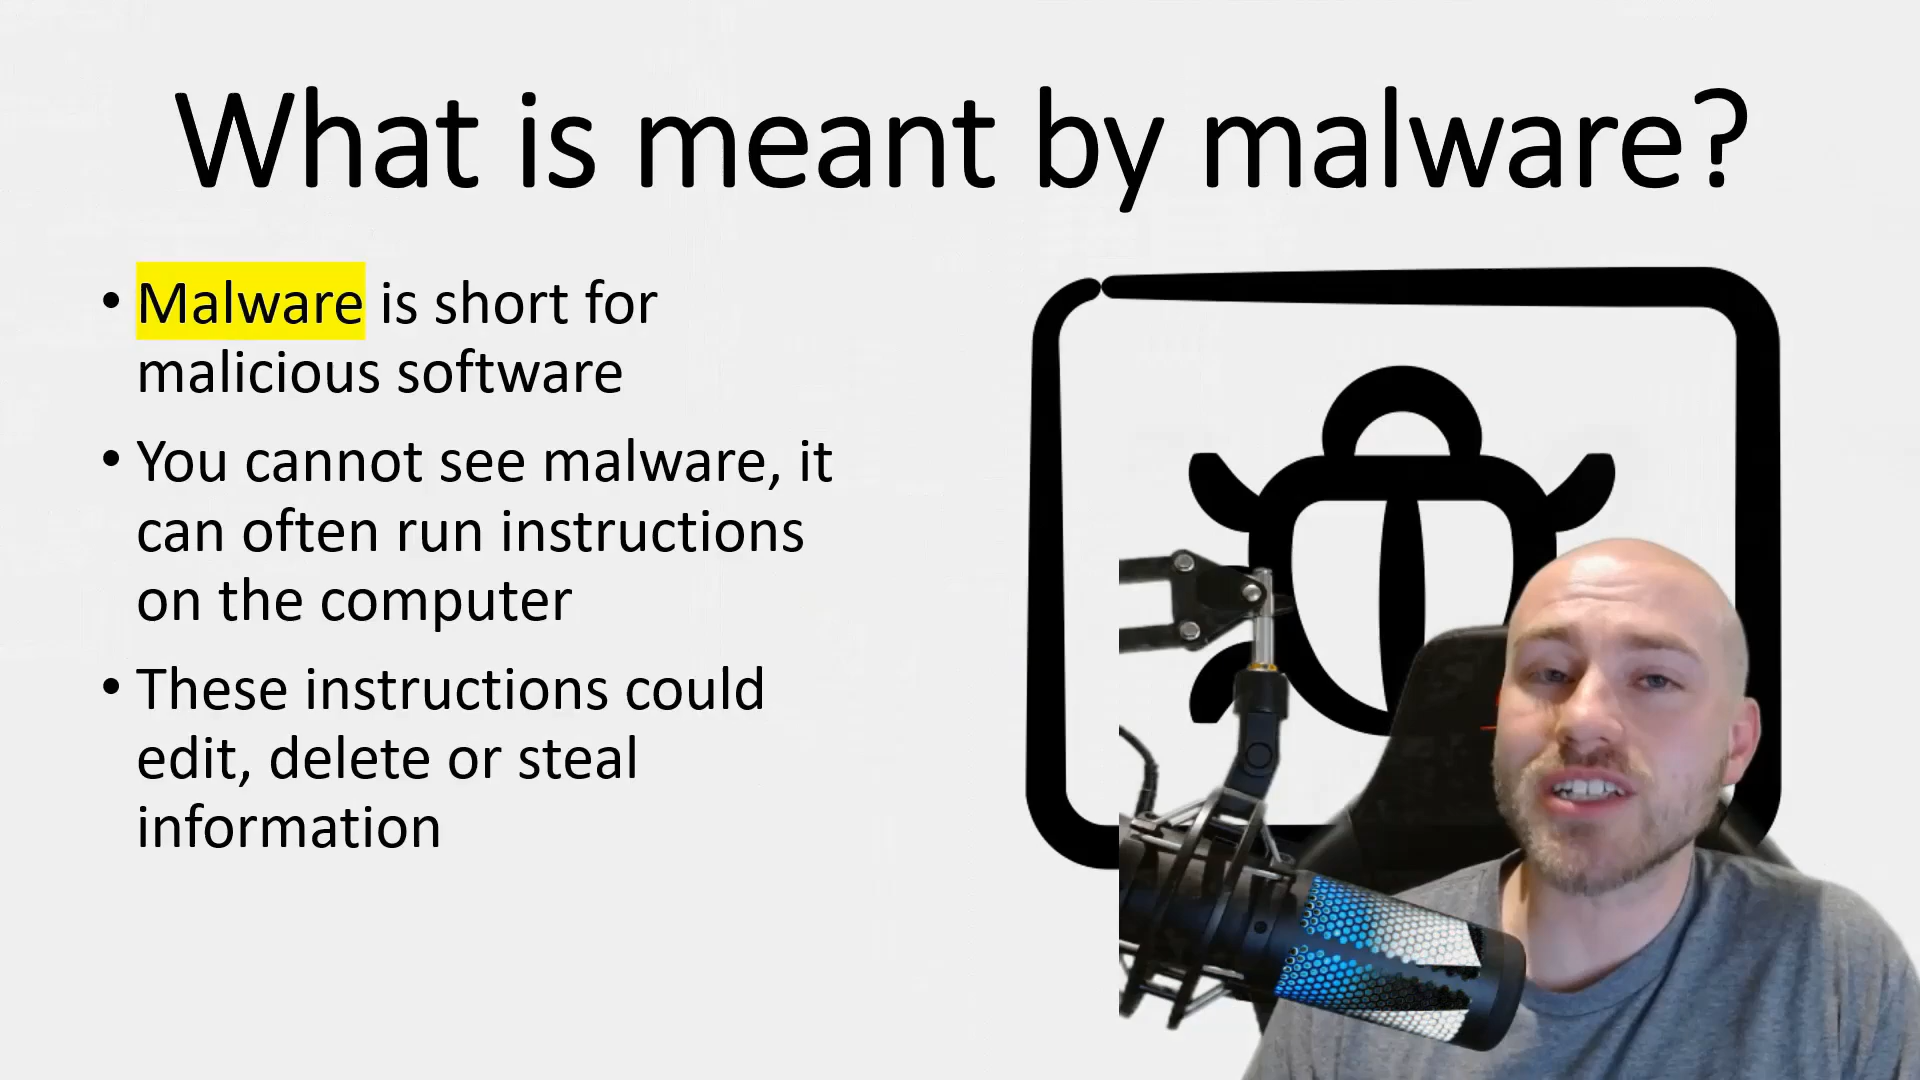 What is meant by malware?
• Malware is short for
malicious software
• You cannot see malware, it
can often run instructions
on the computer
• These instructions could
edit, delete or steal
information